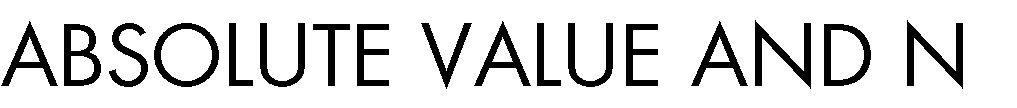 ABSOLUTE VALUE AND N